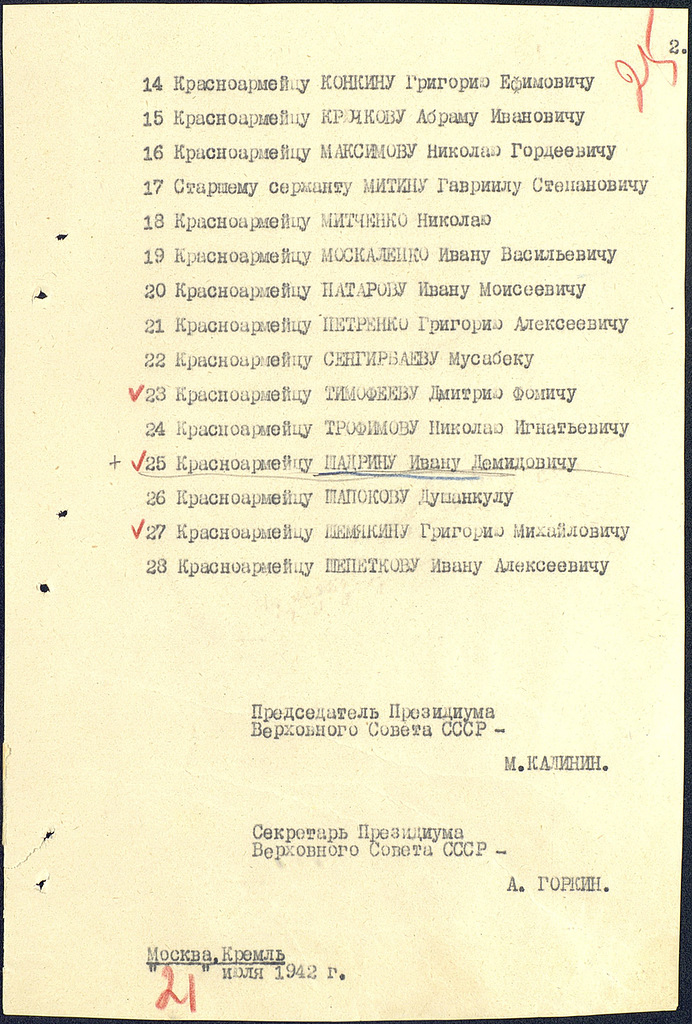 2.
25
14 Красноармейцу КОНКИНУ Григорию Ефимовичу
15 Красноармейцу КРЮЧКОВУ Абраму Ивановичу
16 Красноармейцу МАКСИМОВУ Николаю Гордеевичу
17 Старшему сержанту МИТИНУ Гавриилу Степановичу
18 Красноармейцу МИТЧЕНКО Николаю
19 Красноармейцу МОСКАЛЕНКО Ивану Васильевичу
20 Красноармейцу НАТАРОВУ Ивану Моисеевичу
21 Красноармейцу ПЕТРЕНКО Григорию Алексеевичу
22 Красноармейцу СЕНГИРБАЕВУ Мусабеку
✓23 Красноармейцу ТИМОФЕЕВУ Дмитрию Фомичу
24 Красноармейцу ТРОФИМОВУ Николаю Игнатьевичу
+ ✓25 Красноармейцу ШАДРИНУ Ивану Демидовичу
26 Красноармейцу ШАПОКОВУ Душанкулу
✓27 Красноармейцу ШЕМЯКИНУ Григорию Михайловичу
28 Красноармейцу ШЕПЕТКОВУ Ивану Алексеевичу
Председатель Президиума
Верховного Совета СССР –
М.КАЛИНИН.
Секретарь Президиума
Верховного Совета СССР –
А. ГОРКИН.
Москва, Кремль
"21" июля 1942 г.